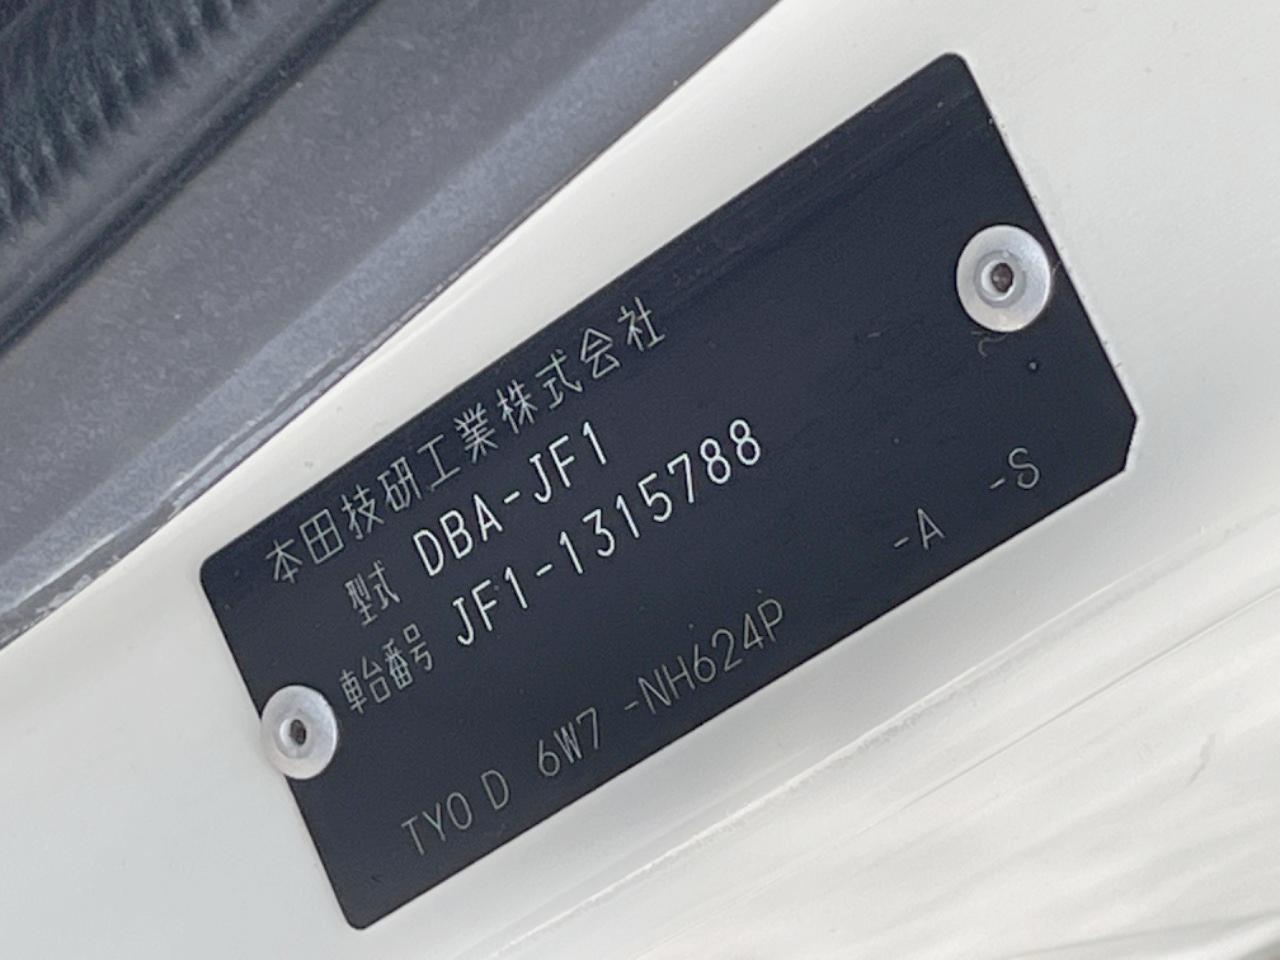 本田技研工業株式会社
型式 DBA-JF1
車台番号 JF1-1315788
-A -S
TYO D 6W7 -NH624P